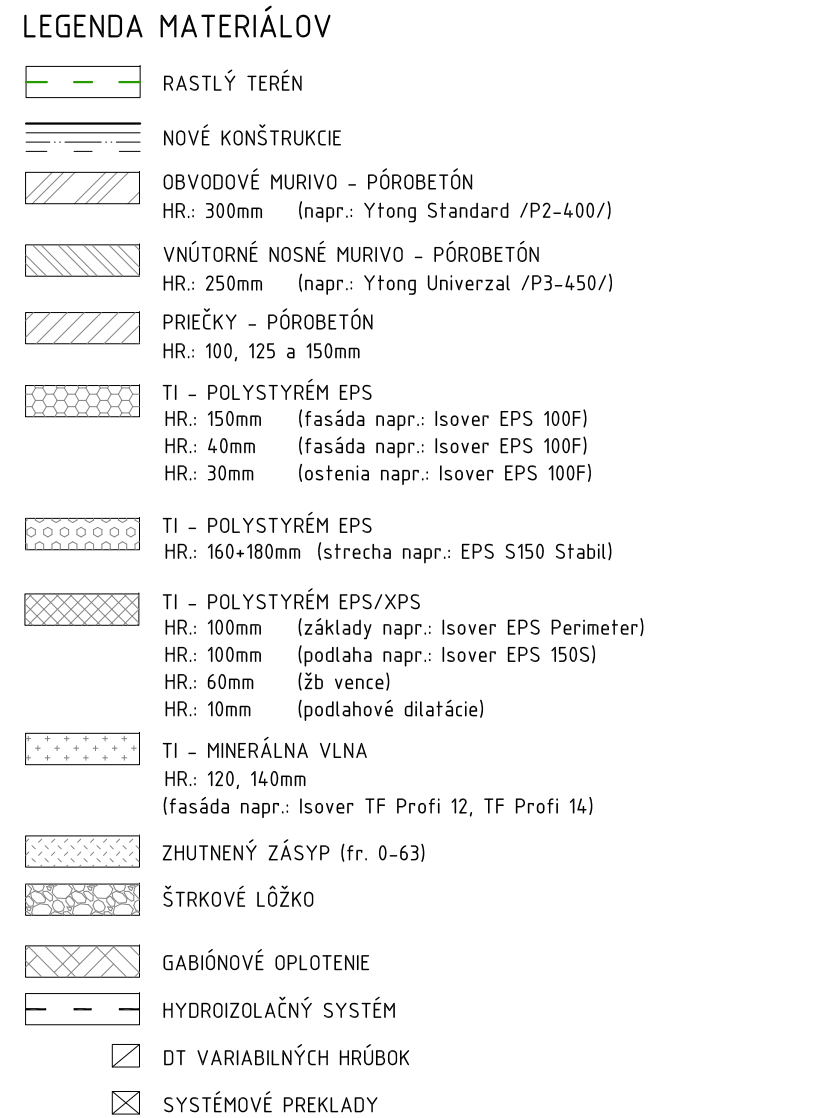 LEGENDA MATERIÁLOV
RASTLÝ TERÉN
NOVÉ KONŠTRUKCIE
OBVODOVÉ MURIVO - PÓROBETÓN
HR.: 300mm (napr.: Ytong Standard /P2-400/)
VNÚTORNÉ NOSNÉ MURIVO - PÓROBETÓN
HR.: 250mm (napr.: Ytong Univerzal /P3-450/)
PRIEČKY - PÓROBETÓN
HR.: 100, 125 a 150mm
TI - POLYSTYRÉM EPS
HR.: 150mm (fasáda napr.: Isover EPS 100F)
HR.: 40mm (fasáda napr.: Isover EPS 100F)
HR.: 30mm (ostenia napr.: Isover EPS 100F)
TI - POLYSTYRÉM EPS
HR.: 160+180mm (strecha napr.: EPS S150 Stabil)
TI - POLYSTYRÉM EPS/XPS
HR.: 100mm (základy napr.: Isover EPS Perimeter)
HR.: 100mm (podlaha napr.: Isover EPS 150S)
HR.: 60mm (žb vence)
HR.: 10mm (podlahové dilatácie)
TI - MINERÁLNA VLNA
HR.: 120, 140mm
(fasáda napr.: Isover TF Profi 12, TF Profi 14)
ZHUTNENÝ ZÁSYP (fr. 0-63)
ŠTRKOVÉ LÔŽKO
GABIÓNOVÉ OPLOTENIE
HYDROIZOLAČNÝ SYSTÉM
DT VARIABILNÝCH HRÚBOK
SYSTÉMOVÉ PREKLADY